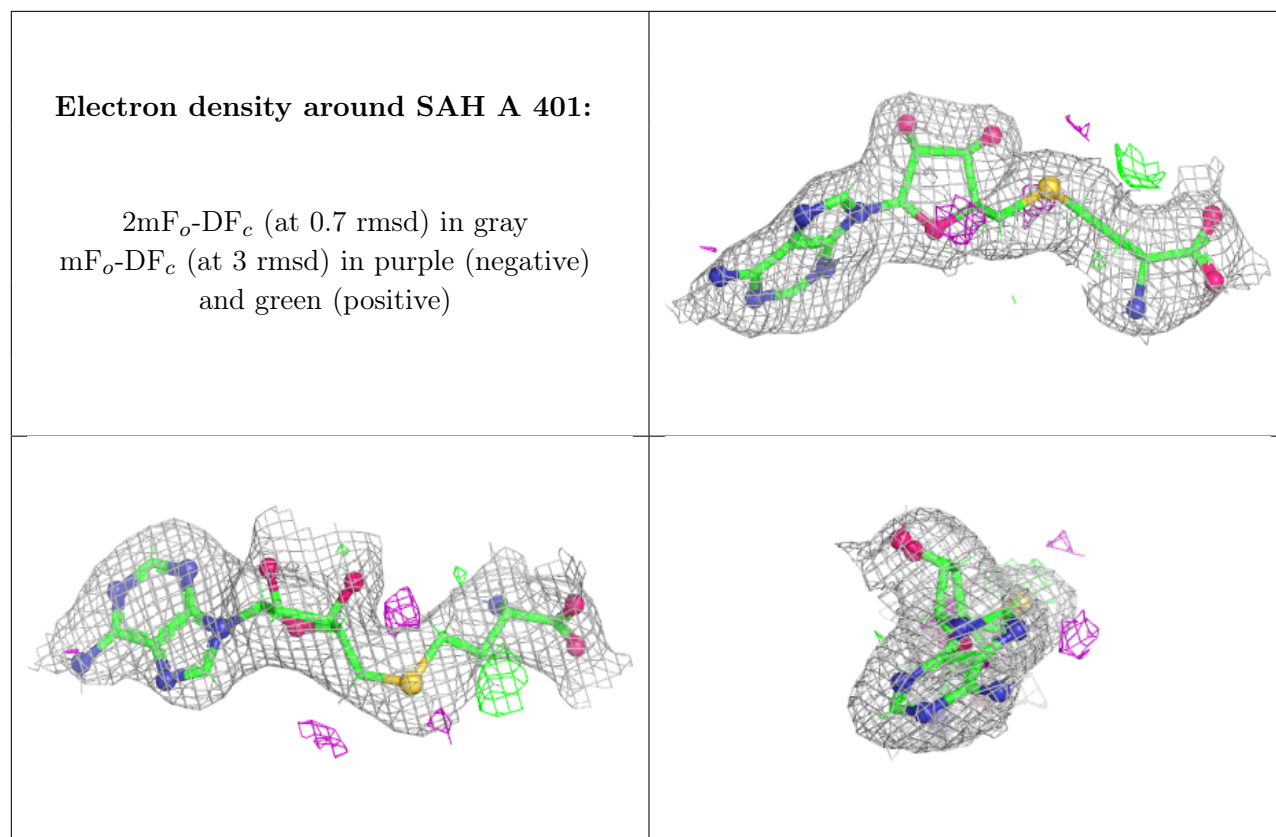 Electron density around SAH A 401:
2mFₒ-DF𝑐 (at 0.7 rmsd) in gray
mFₒ-DF𝑐 (at 3 rmsd) in purple (negative)
and green (positive)